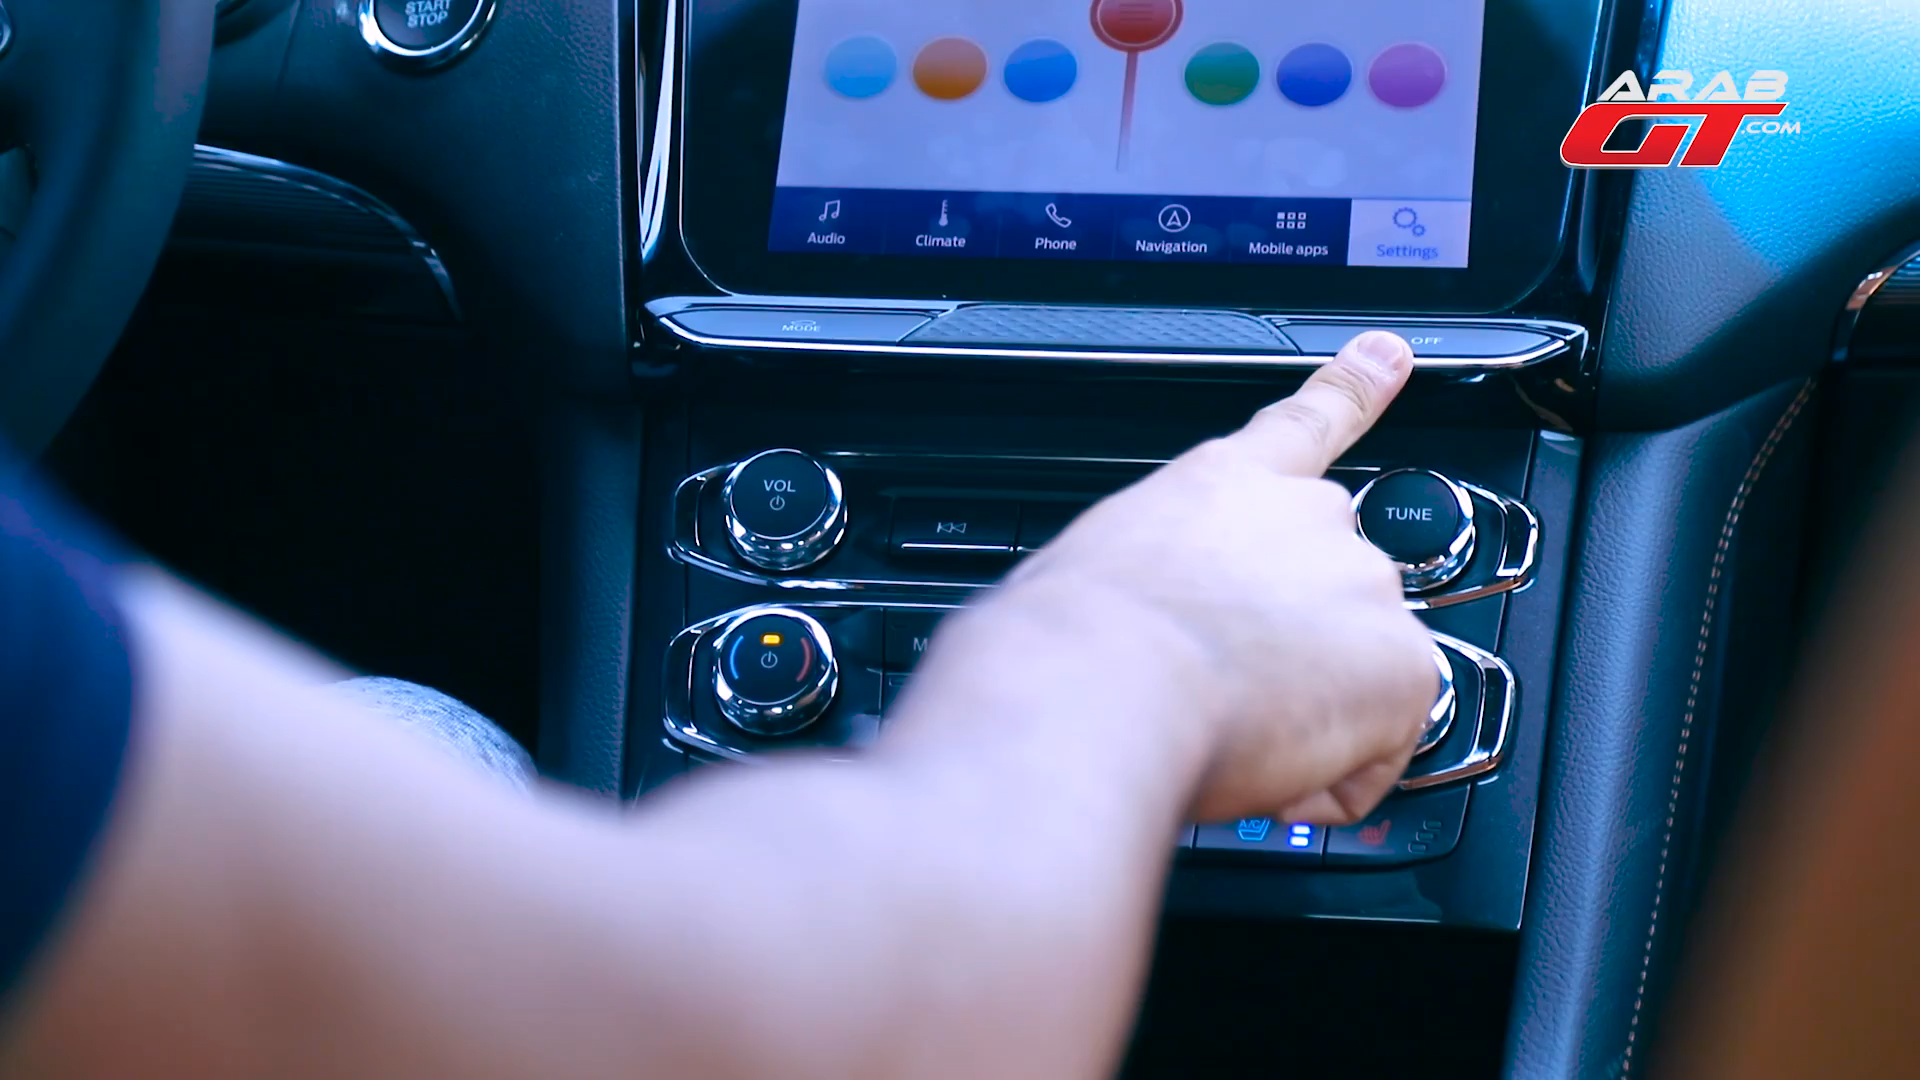 START
STOP
ARAB
GT.COM
Audio
Climate
Phone
Navigation
Mobile apps
Settings
MODE
OFF
VOL
TUNE
A/C